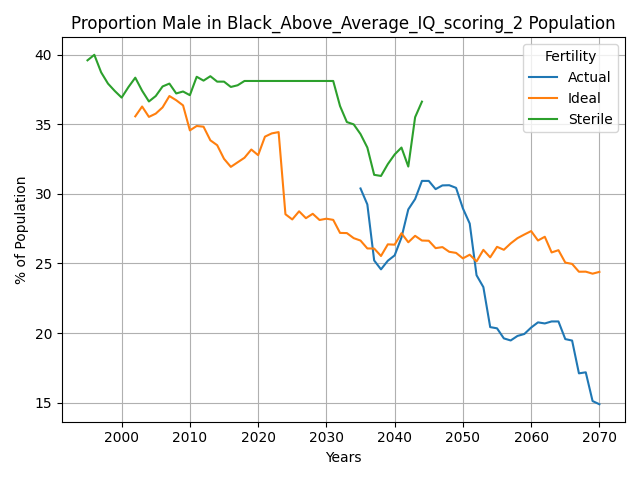 Proportion Male in Black_Above_Average_IQ_scoring_2 Population
Fertility
Actual
Ideal
Sterile
% of Population
40
35
30
25
20
15
2000 2010 2020 2030 2040 2050 2060 2070
Years